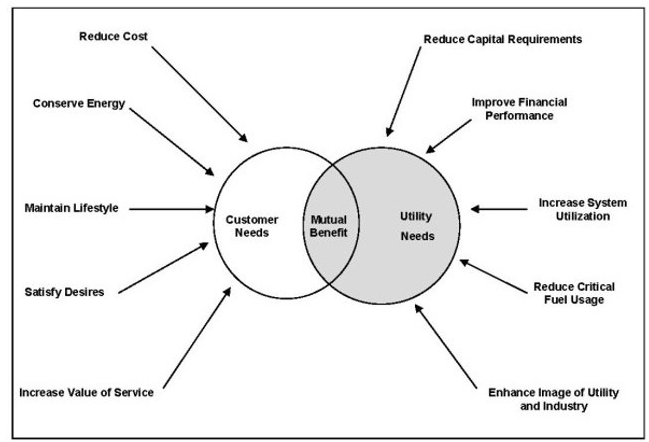 Reduce Cost
Reduce Capital Requirements
Conserve Energy
Improve Financial
Performance
Maintain Lifestyle
Customer
Needs
Mutual
Benefit
Utility
Needs
Increase System
Utilization
Satisfy Desires
Reduce Critical
Fuel Usage
Increase Value of Service
Enhance Image of Utility
and Industry